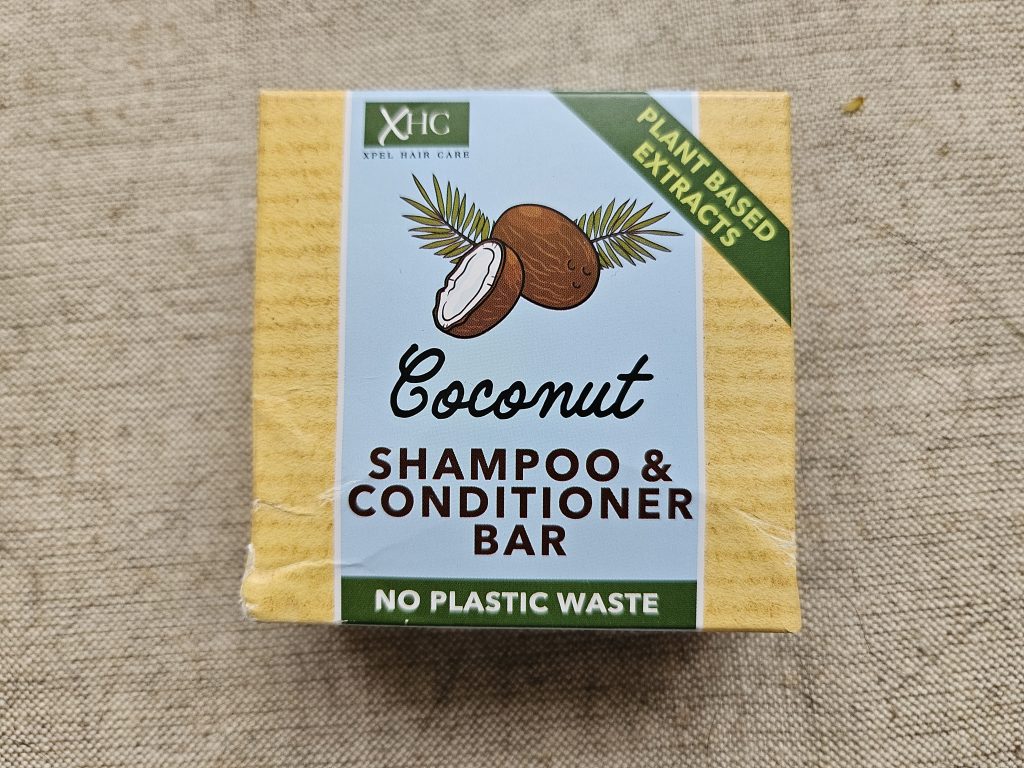 XHC
XPEL HAIR CARE
PLANT BASED
EXTRACTS
Coconut
SHAMPOO &
CONDITIONER
BAR
NO PLASTIC WASTE